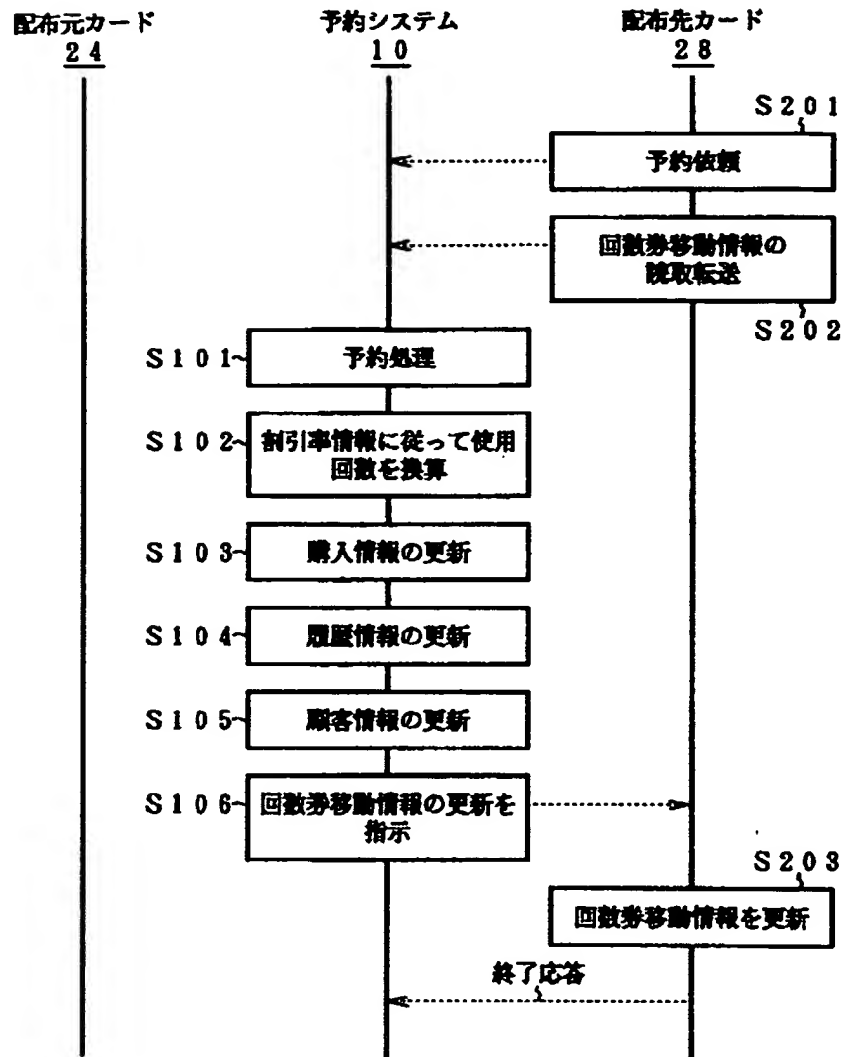 配布元カード
24
予約システム
10
配布先カード
28
S201
予約依頼
回数券移動情報の
読取転送
S202
S101
予約処理
S102
割引率情報に従って使用
回数を換算
S103
購入情報の更新
S104
履歴情報の更新
S105
顧客情報の更新
S106
回数券移動情報の更新を
指示
S203
回数券移動情報を更新
終了応答